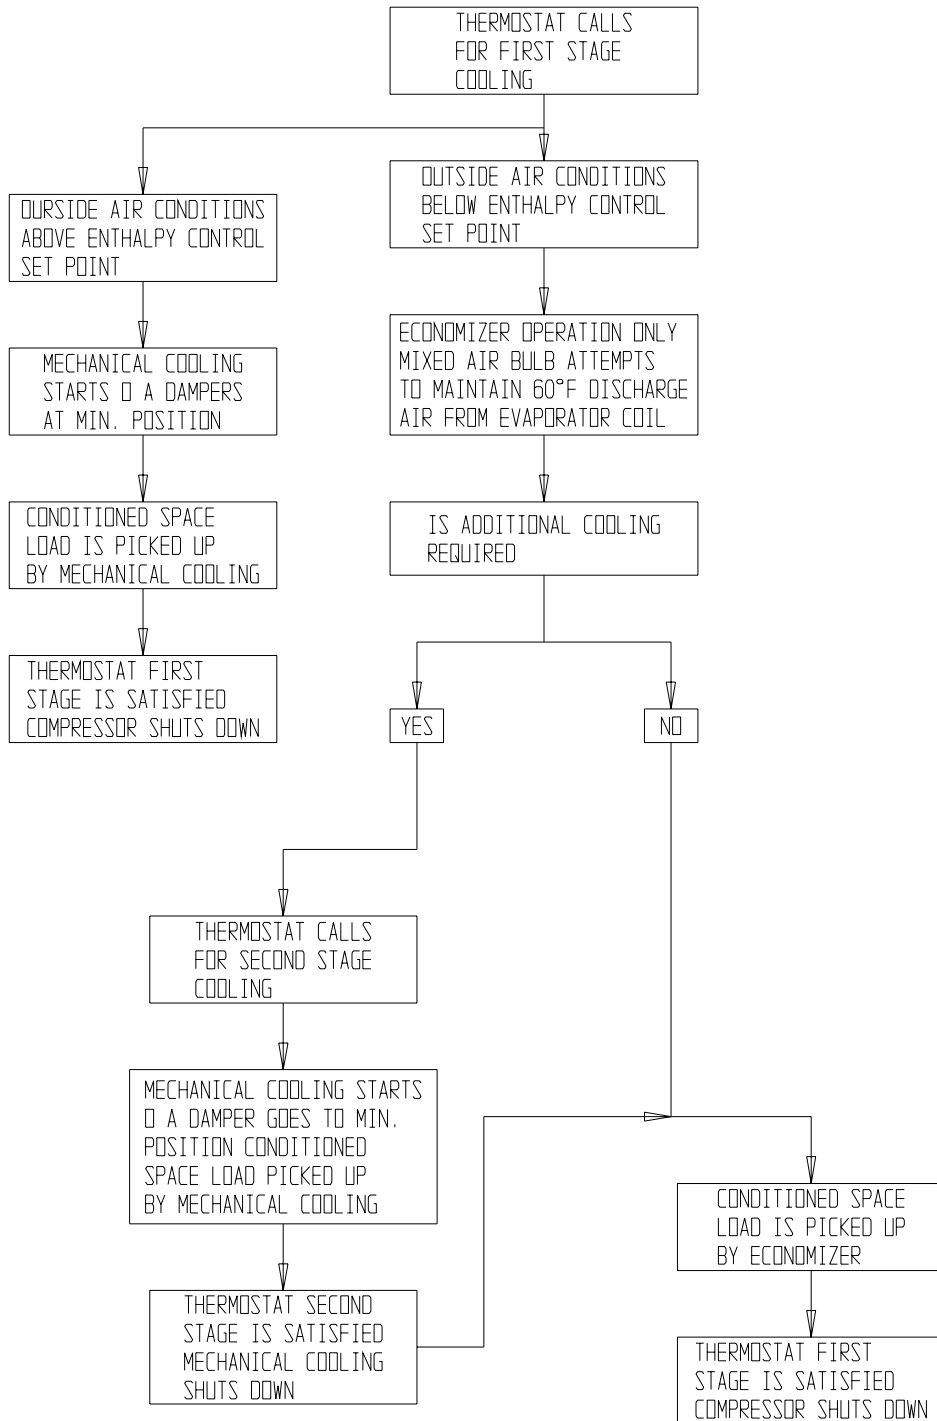 THERMOSTAT CALLS
FOR FIRST STAGE
COOLING
OURSIDE AIR CONDITIONS
ABOVE ENTHALPY CONTROL
SET POINT
MECHANICAL COOLING
STARTS O A DAMPERS
AT MIN. POSITION
CONDITIONED SPACE
LOAD IS PICKED UP
BY MECHANICAL COOLING
THERMOSTAT FIRST
STAGE IS SATISFIED
COMPRESSOR SHUTS DOWN
OUTSIDE AIR CONDITIONS
BELOW ENTHALPY CONTROL
SET POINT
ECONOMIZER OPERATION ONLY
MIXED AIR BULB ATTEMPTS
TO MAINTAIN 60°F DISCHARGE
AIR FROM EVAPORATOR COIL
IS ADDITIONAL COOLING
REQUIRED
YES
NO
THERMOSTAT CALLS
FOR SECOND STAGE
COOLING
MECHANICAL COOLING STARTS
O A DAMPER GOES TO MIN.
POSITION CONDITIONED
SPACE LOAD PICKED UP
BY MECHANICAL COOLING
THERMOSTAT SECOND
STAGE IS SATISFIED
MECHANICAL COOLING
SHUTS DOWN
CONDITIONED SPACE
LOAD IS PICKED UP
BY ECONOMIZER
THERMOSTAT FIRST
STAGE IS SATISFIED
COMPRESSOR SHUTS DOWN